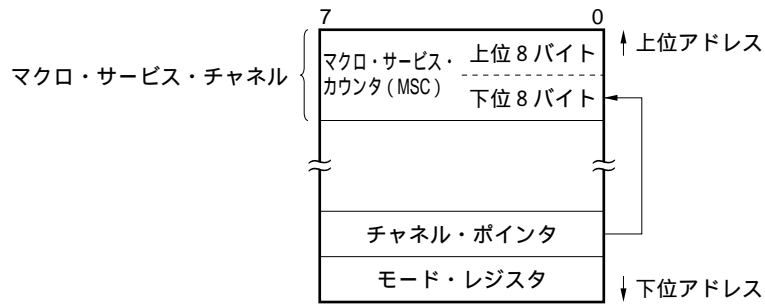 7 0
上位アドレス
マクロ・サービス・チャネル
マクロ・サービス・
カウンタ(MSC)
上位8バイト
下位8バイト
チャネル・ポインタ
モード・レジスタ
下位アドレス